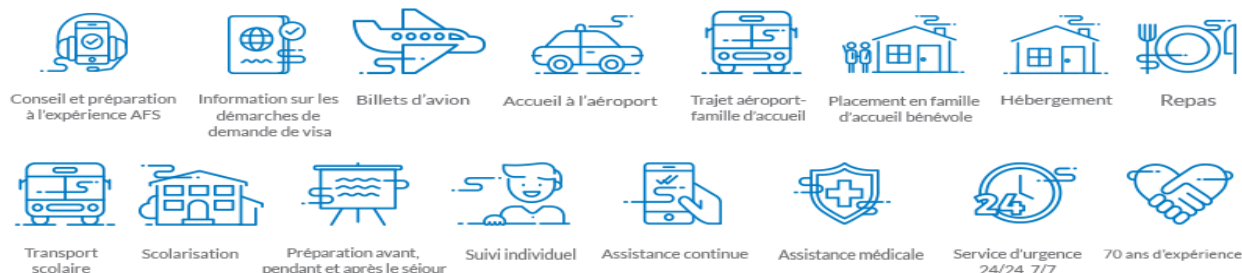 Conseil et préparation
à l'expérience AFS
Information sur les
démarches de
demande de visa
Billets d'avion
Accueil à l'aéroport
Trajet aéroport-
famille d'accueil
Placement en famille
d'accueil bénévole
Hébergement
Repas
24
Transport
scolaire
Scolarisation
Préparation avant,
pendant et après le séjour
Suivi individuel
Assistance continue
Assistance médicale
Service d'urgence
24/24, 7/7
70 ans d'expérience